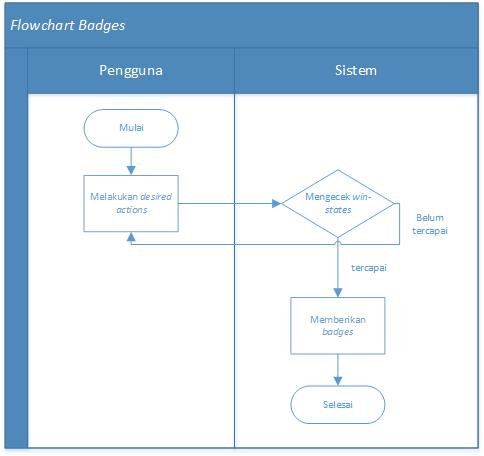 Flowchart Badges
Pengguna
Sistem
Mulai
Melakukan desired
actions
Mengecek win-
states
Belum
tercapai
tercapai
Memberikan
badges
Selesai